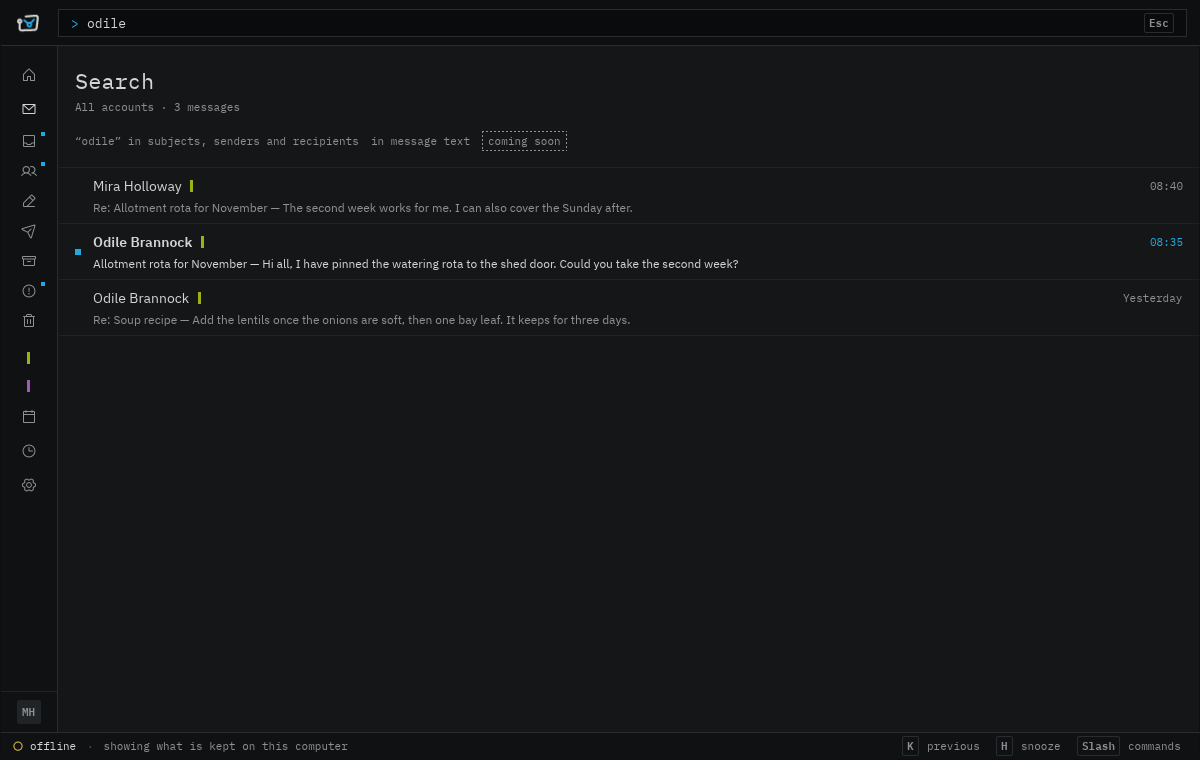 > odile Esc
Search
All accounts · 3 messages
“odile” in subjects, senders and recipients in message text coming soon
Mira Holloway 08:40
Re: Allotment rota for November — The second week works for me. I can also cover the Sunday after.
Odile Brannock 08:35
Allotment rota for November — Hi all, I have pinned the watering rota to the shed door. Could you take the second week?
Odile Brannock Yesterday
Re: Soup recipe — Add the lentils once the onions are soft, then one bay leaf. It keeps for three days.
MH
offline · showing what is kept on this computer K previous H snooze Slash commands